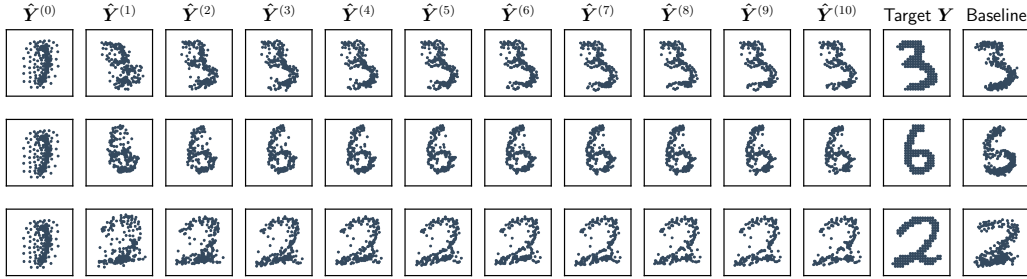 Ŷ⁽⁰⁾ Ŷ⁽¹⁾ Ŷ⁽²⁾ Ŷ⁽³⁾ Ŷ⁽⁴⁾ Ŷ⁽⁵⁾ Ŷ⁽⁶⁾ Ŷ⁽⁷⁾ Ŷ⁽⁸⁾ Ŷ⁽⁹⁾ Ŷ⁽¹⁰⁾ Target Y Baseline